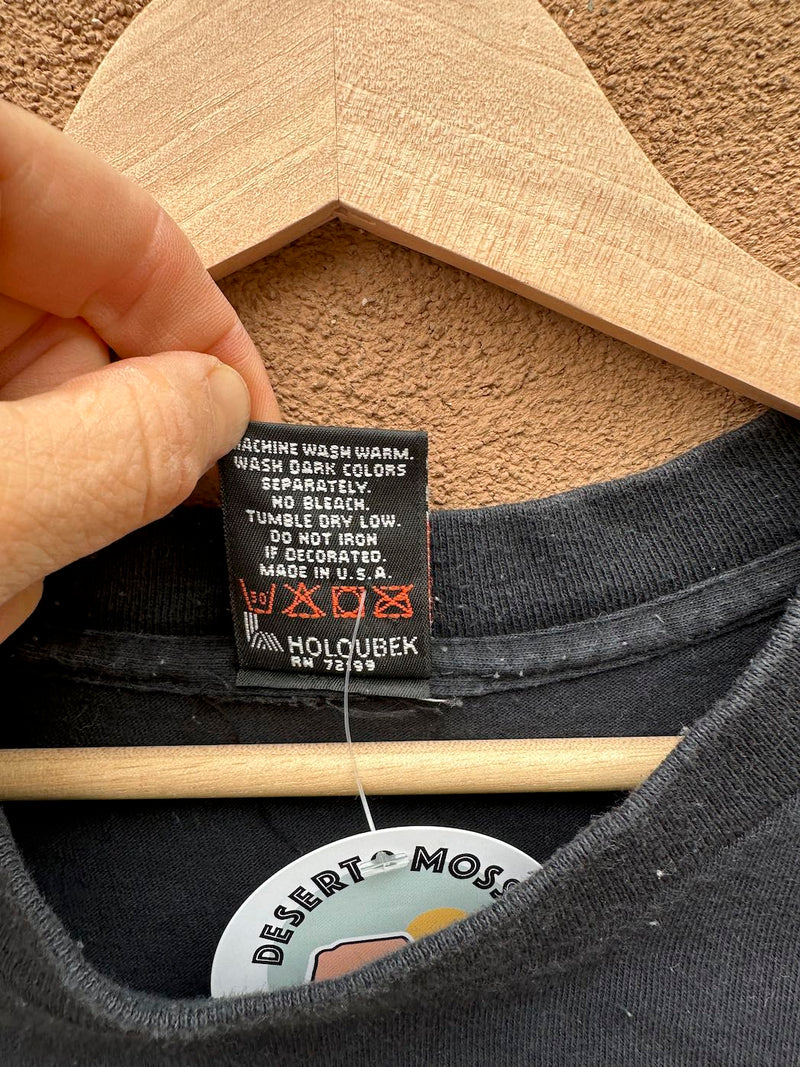 MACHINE WASH WARM.
WASH DARK COLORS
SEPARATELY.
NO BLEACH.
TUMBLE DRY LOW.
DO NOT IRON
IF DECORATED.
MADE IN U.S.A.
50
HOLOUBEK
RN
DESERT MOSS